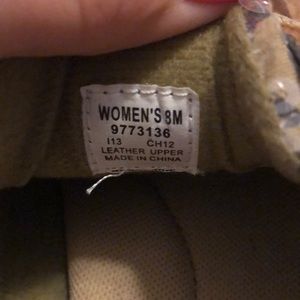 WOMEN'S 8M
9773136
I13 CH12
LEATHER UPPER
MADE IN CHINA